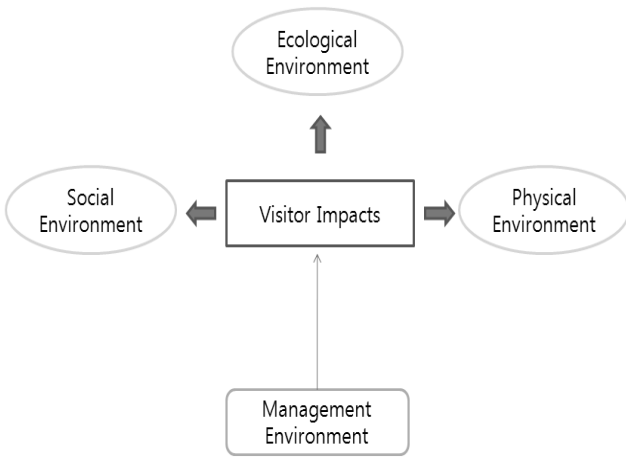 Ecological
Environment
Social
Environment
Visitor Impacts
Physical
Environment
Management
Environment